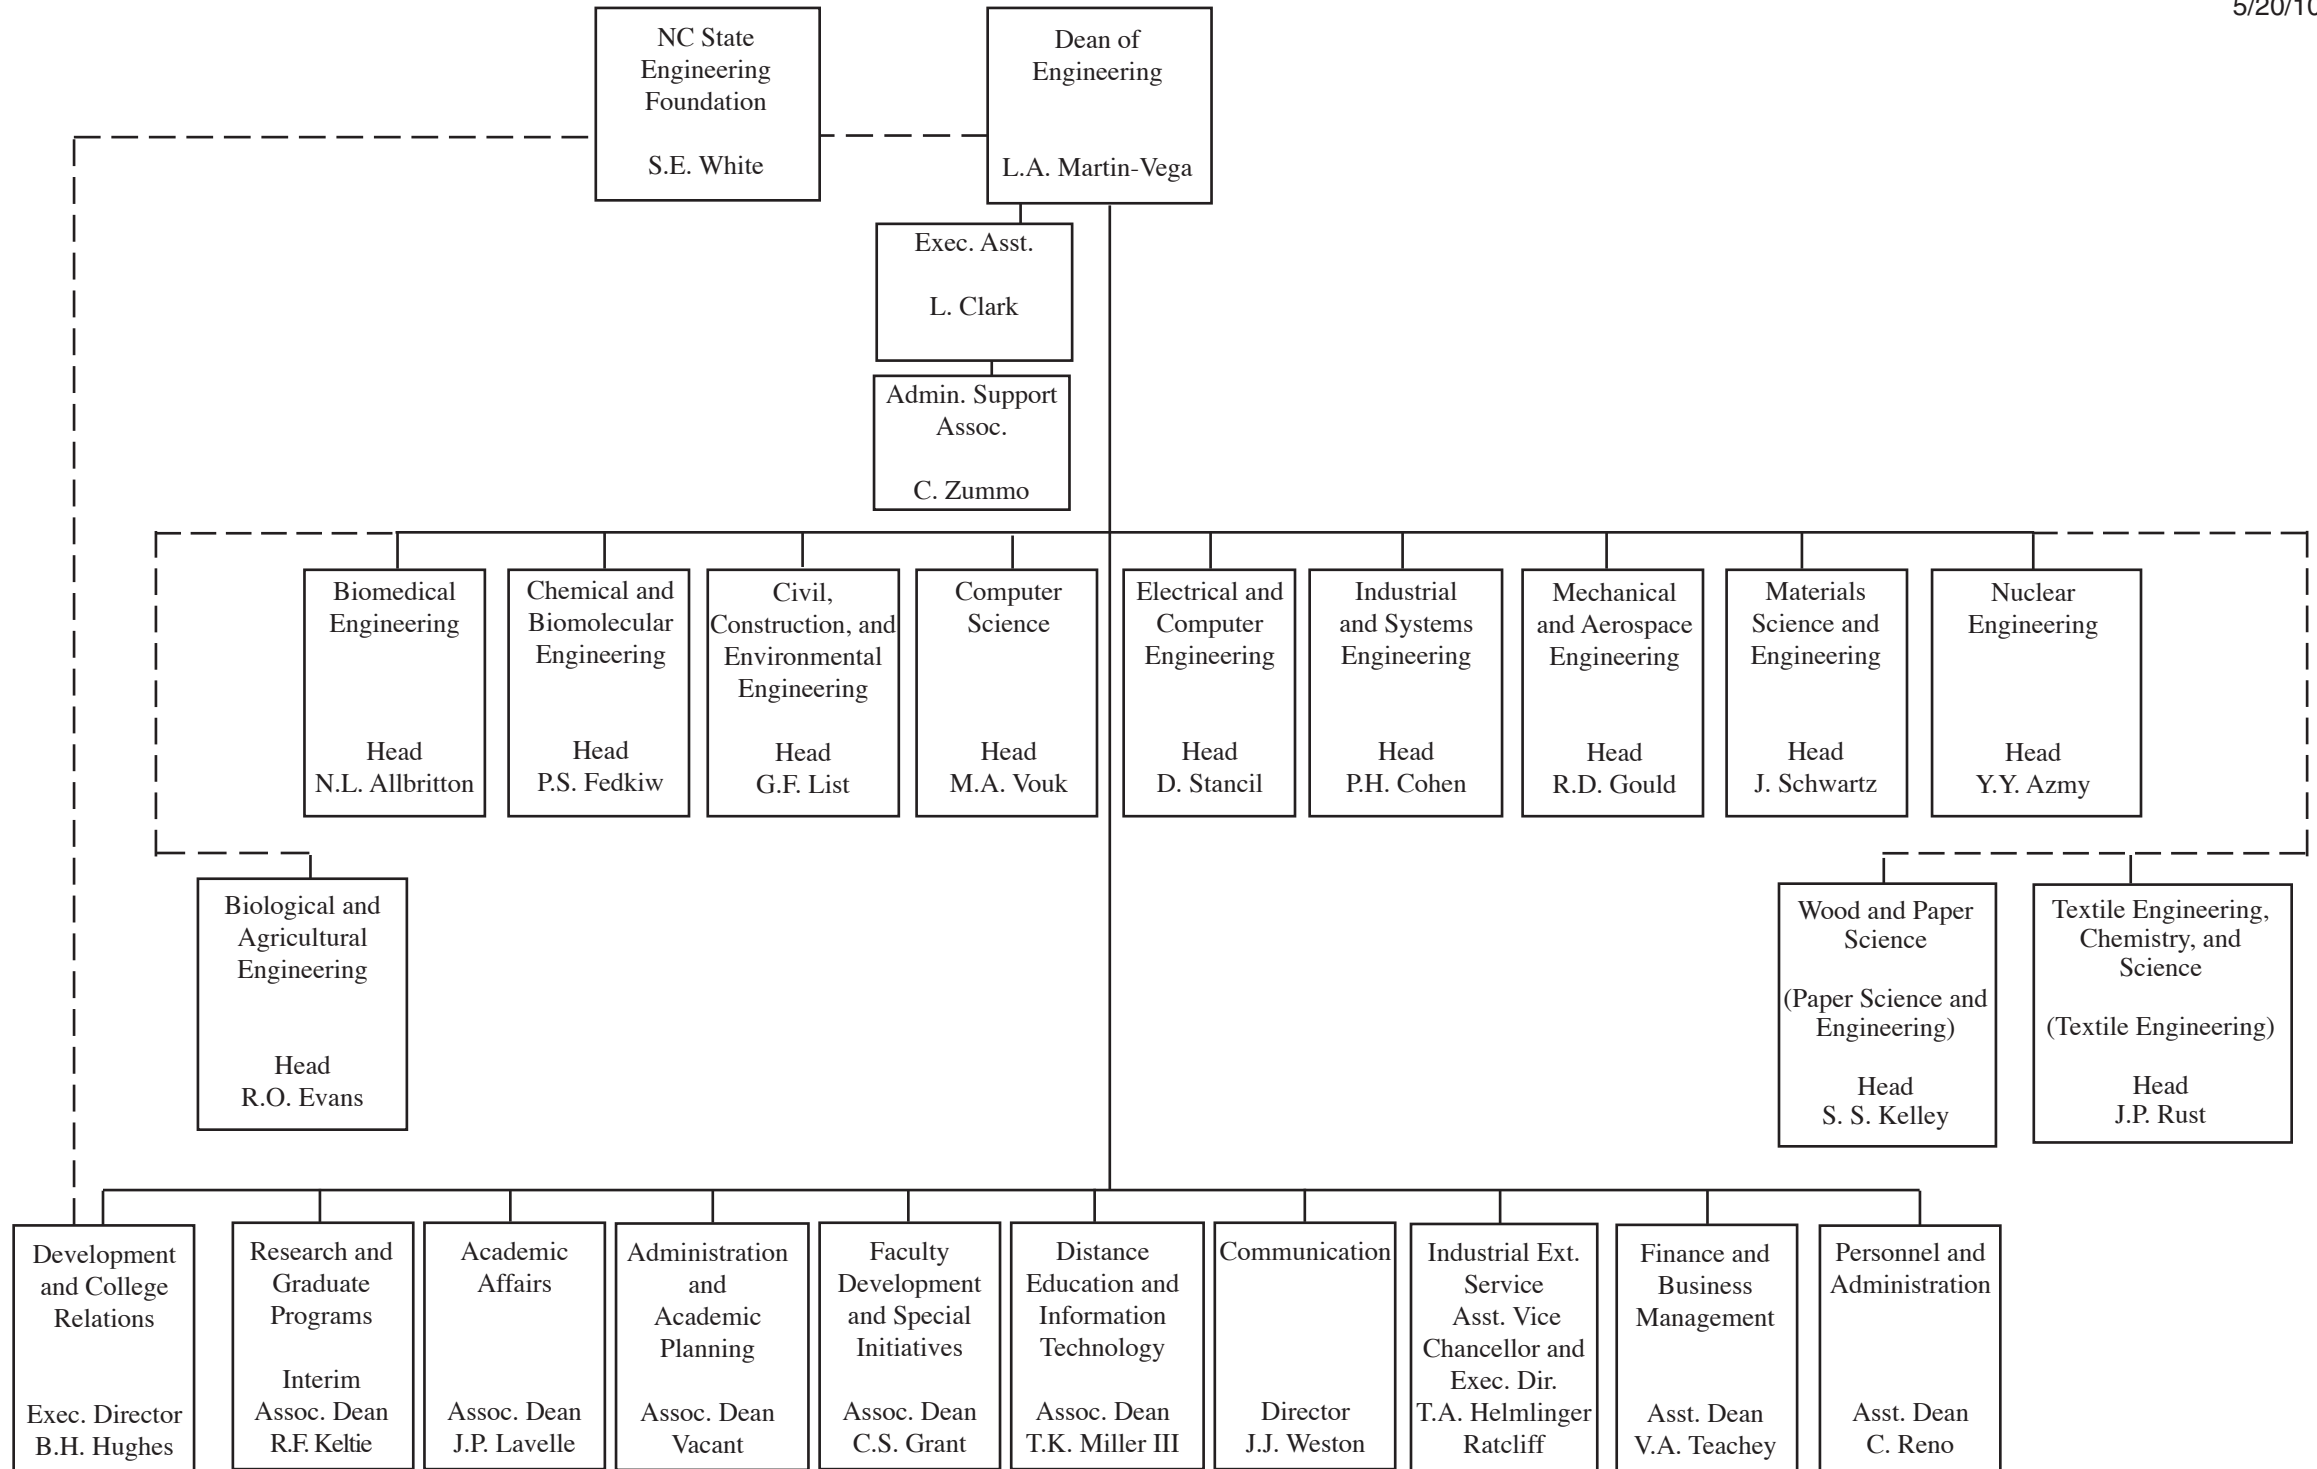 5/20/10
NC State
Engineering
Foundation
S.E. White
Dean of
Engineering
L.A. Martin-Vega
Exec. Asst.
L. Clark
Admin. Support
Assoc.
C. Zummo
Biomedical
Engineering
Head
N.L. Allbritton
Chemical and
Biomolecular
Engineering
Head
P.S. Fedkiw
Civil,
Construction, and
Environmental
Engineering
Head
G.F. List
Computer
Science
Head
M.A. Vouk
Electrical and
Computer
Engineering
Head
D. Stancil
Industrial
and Systems
Engineering
Head
P.H. Cohen
Mechanical
and Aerospace
Engineering
Head
R.D. Gould
Materials
Science and
Engineering
Head
J. Schwartz
Nuclear
Engineering
Head
Y.Y. Azmy
Biological and
Agricultural
Engineering
Head
R.O. Evans
Wood and Paper
Science
(Paper Science and
Engineering)
Head
S. S. Kelley
Textile Engineering,
Chemistry, and
Science
(Textile Engineering)
Head
J.P. Rust
Development
and College
Relations
Exec. Director
B.H. Hughes
Research and
Graduate
Programs
Interim
Assoc. Dean
R.F. Keltie
Academic
Affairs
Assoc. Dean
J.P. Lavelle
Administration
and
Academic
Planning
Assoc. Dean
Vacant
Faculty
Development
and Special
Initiatives
Assoc. Dean
C.S. Grant
Distance
Education and
Information
Technology
Assoc. Dean
T.K. Miller III
Communication
Director
J.J. Weston
Industrial Ext.
Service
Asst. Vice
Chancellor and
Exec. Dir.
T.A. Helmlinger
Ratcliff
Finance and
Business
Management
Asst. Dean
V.A. Teachey
Personnel and
Administration
Asst. Dean
C. Reno